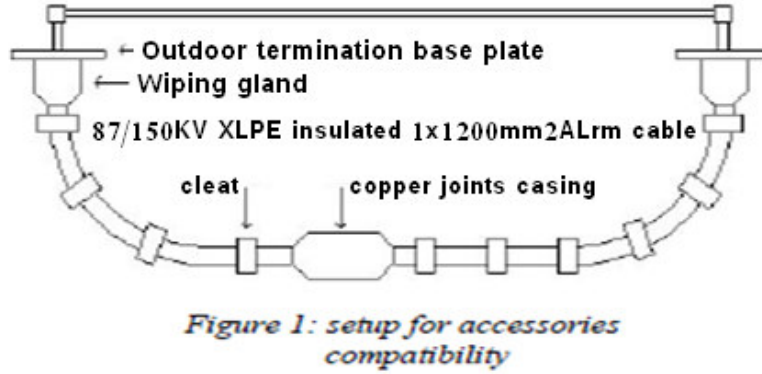 Outdoor termination base plate
Wiping gland
87/150KV XLPE insulated 1x1200mm2ALrm cable
cleat
copper joints casing
Figure 1: setup for accessories
compatibility